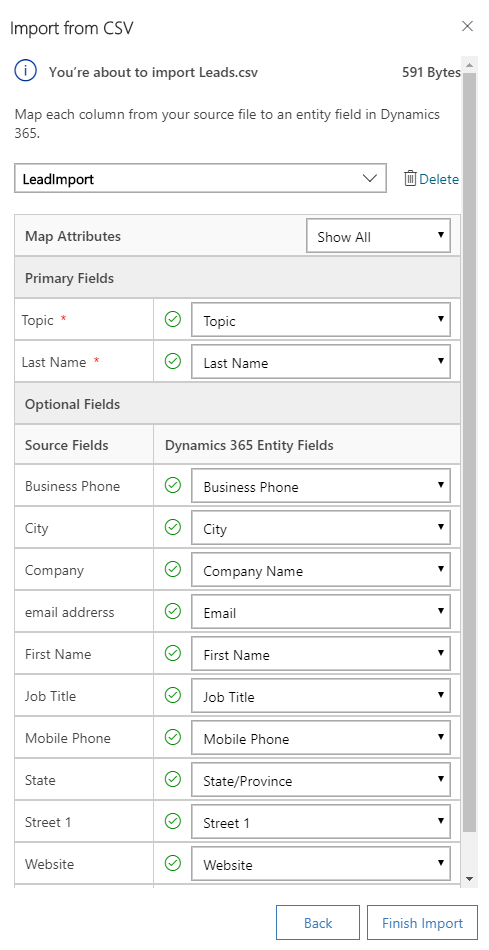 Import from CSV
You're about to import Leads.csv 591 Bytes
Map each column from your source file to an entity field in Dynamics
365.
LeadImport Delete
Map Attributes Show All
Primary Fields
Topic * Topic
Last Name * Last Name
Optional Fields
Source Fields Dynamics 365 Entity Fields
Business Phone Business Phone
City City
Company Company Name
email addrerss Email
First Name First Name
Job Title Job Title
Mobile Phone Mobile Phone
State State/Province
Street 1 Street 1
Website Website
Back Finish Import